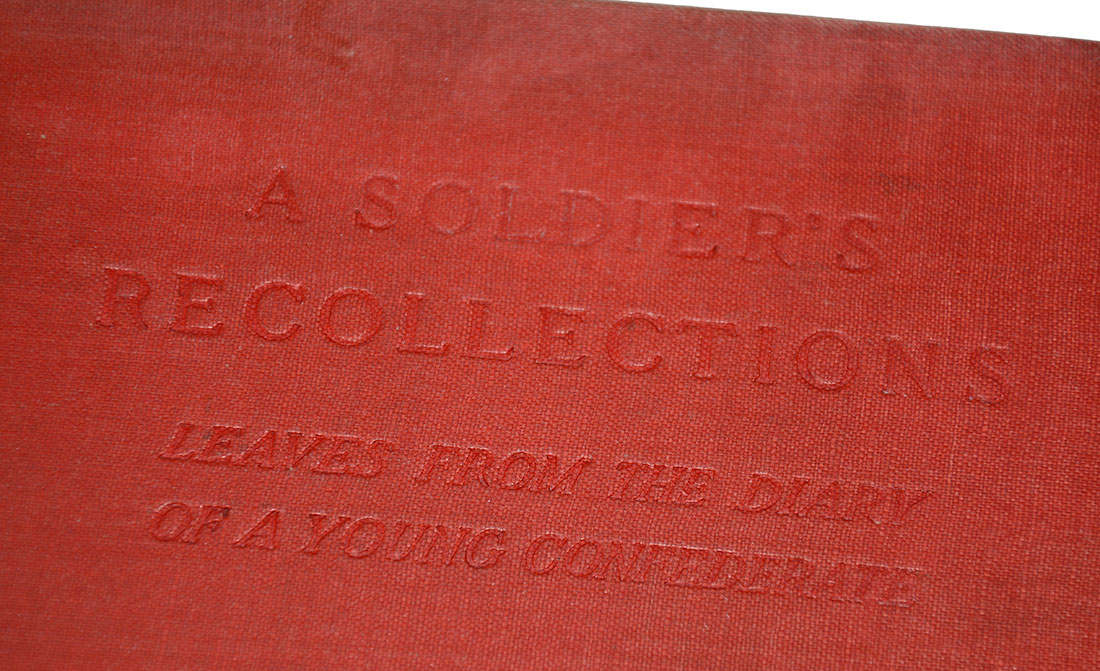 A SOLDIER'S
RECOLLECTIONS
LEAVES FROM THE DIARY
OF A YOUNG CONFEDERATE